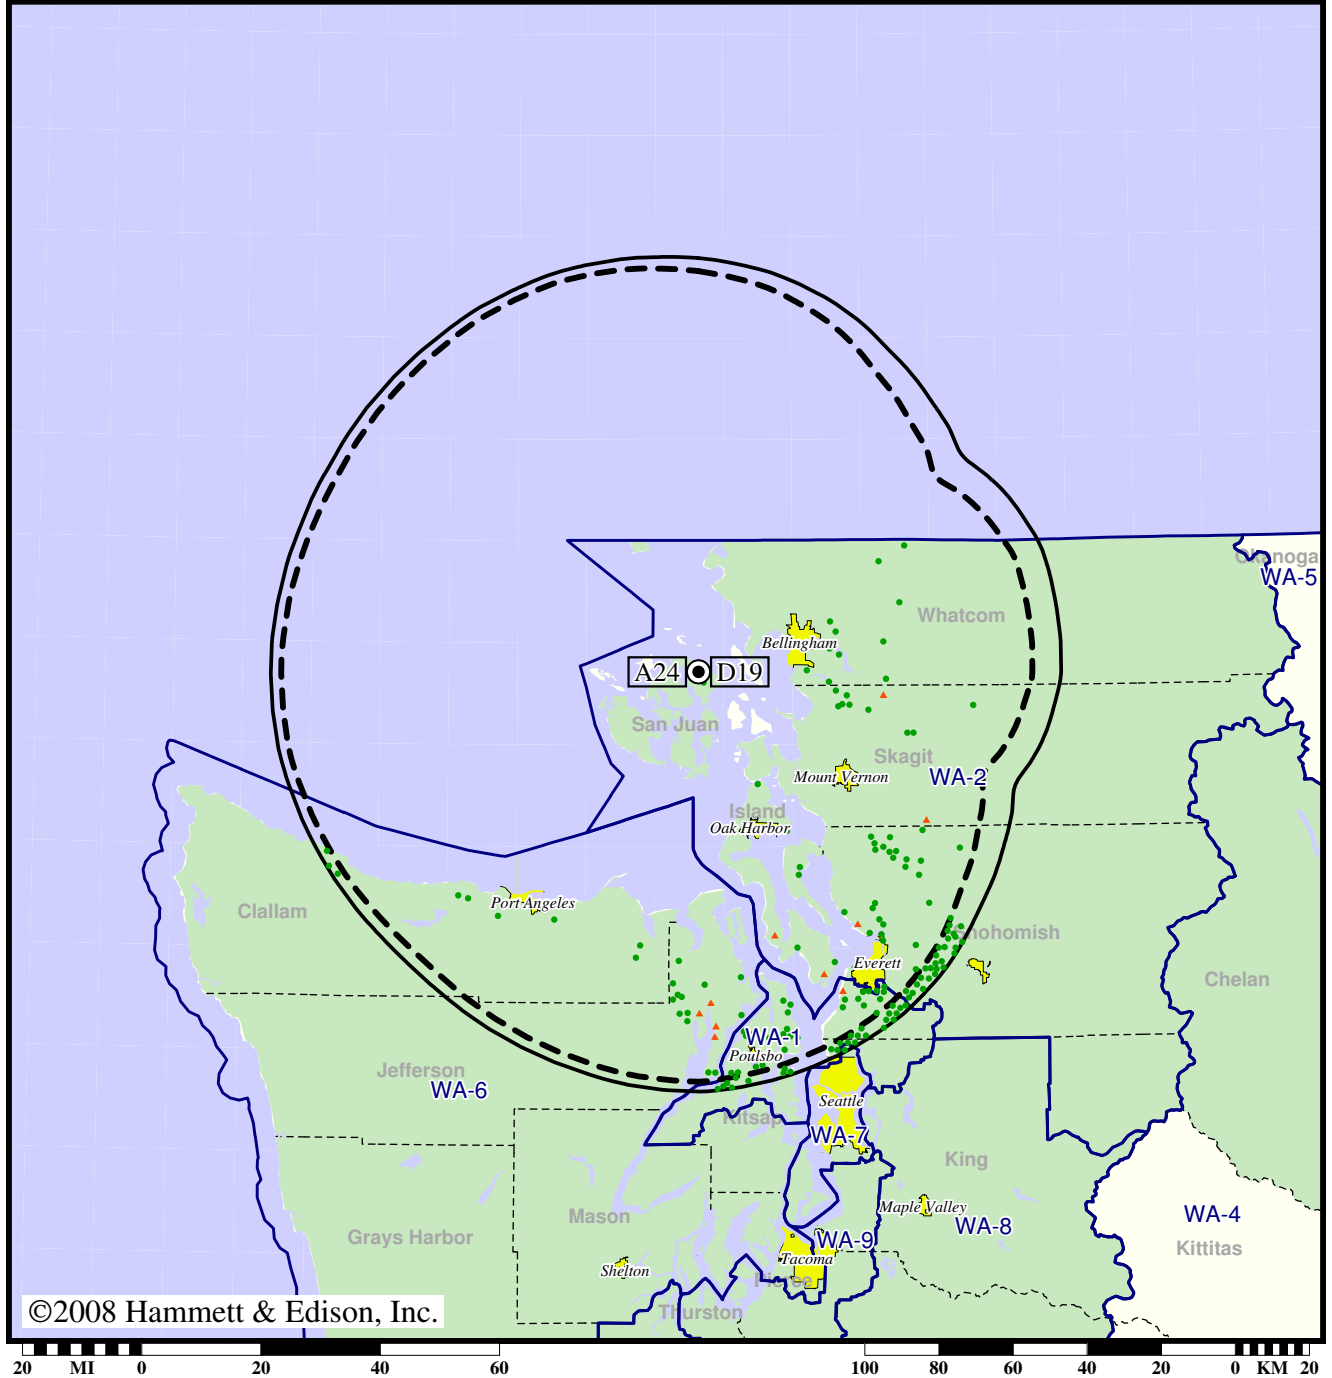 Okanoga
WA-5
Whatcom
Bellingham
A24 D19
San Juan
Skagit
Mount Vernon WA-2
Island
Oak Harbor
Port Angeles
Clallam
Snohomish
Everett
Chelan
WA-1
Poulsbo
Jefferson
WA-6
Seattle
Kitsap
WA-7
King
Mason
Maple Valley
WA-8
WA-4
Grays Harbor
WA-9
Kittitas
Tacoma
Shelton
Pierce
Thurston
©2008 Hammett & Edison, Inc.
20 MI 0 20 40 60 100 80 60 40 20 0 KM 20